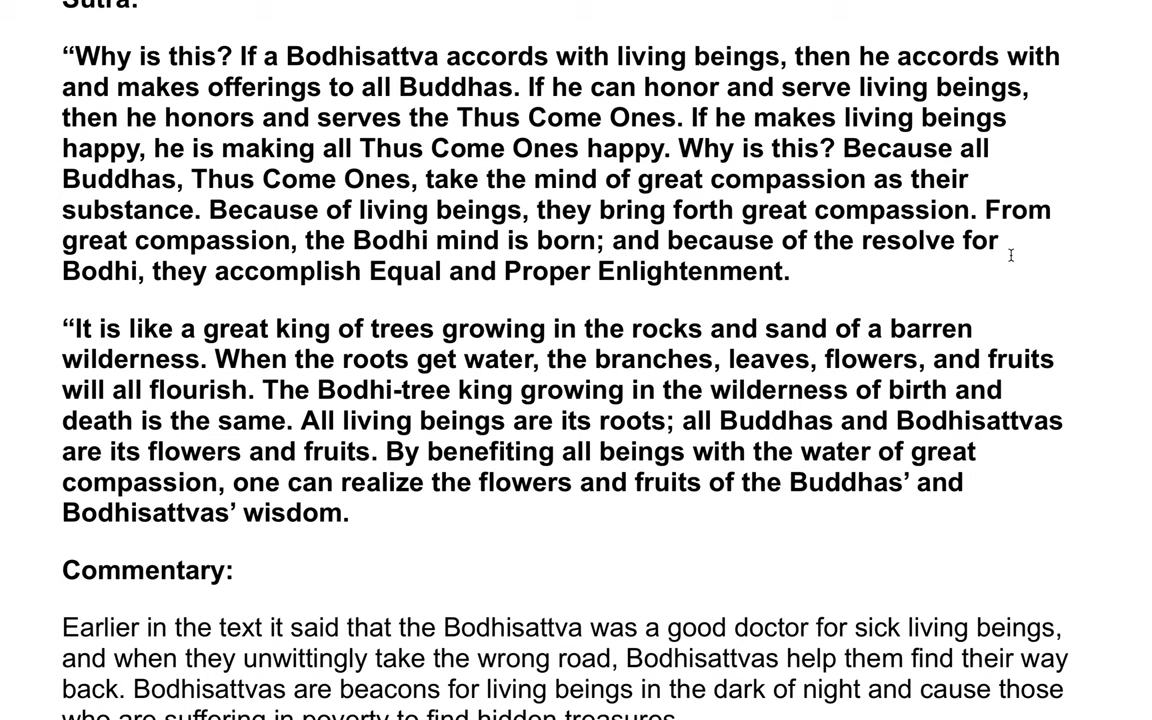 Sutra:
“Why is this? If a Bodhisattva accords with living beings, then he accords with
and makes offerings to all Buddhas. If he can honor and serve living beings,
then he honors and serves the Thus Come Ones. If he makes living beings
happy, he is making all Thus Come Ones happy. Why is this? Because all
Buddhas, Thus Come Ones, take the mind of great compassion as their
substance. Because of living beings, they bring forth great compassion. From
great compassion, the Bodhi mind is born; and because of the resolve for
Bodhi, they accomplish Equal and Proper Enlightenment.
“It is like a great king of trees growing in the rocks and sand of a barren
wilderness. When the roots get water, the branches, leaves, flowers, and fruits
will all flourish. The Bodhi-tree king growing in the wilderness of birth and
death is the same. All living beings are its roots; all Buddhas and Bodhisattvas
are its flowers and fruits. By benefiting all beings with the water of great
compassion, one can realize the flowers and fruits of the Buddhas’ and
Bodhisattvas’ wisdom.
Commentary:
Earlier in the text it said that the Bodhisattva was a good doctor for sick living beings,
and when they unwittingly take the wrong road, Bodhisattvas help them find their way
back. Bodhisattvas are beacons for living beings in the dark of night and cause those
who are suffering in poverty to find hidden treasures.